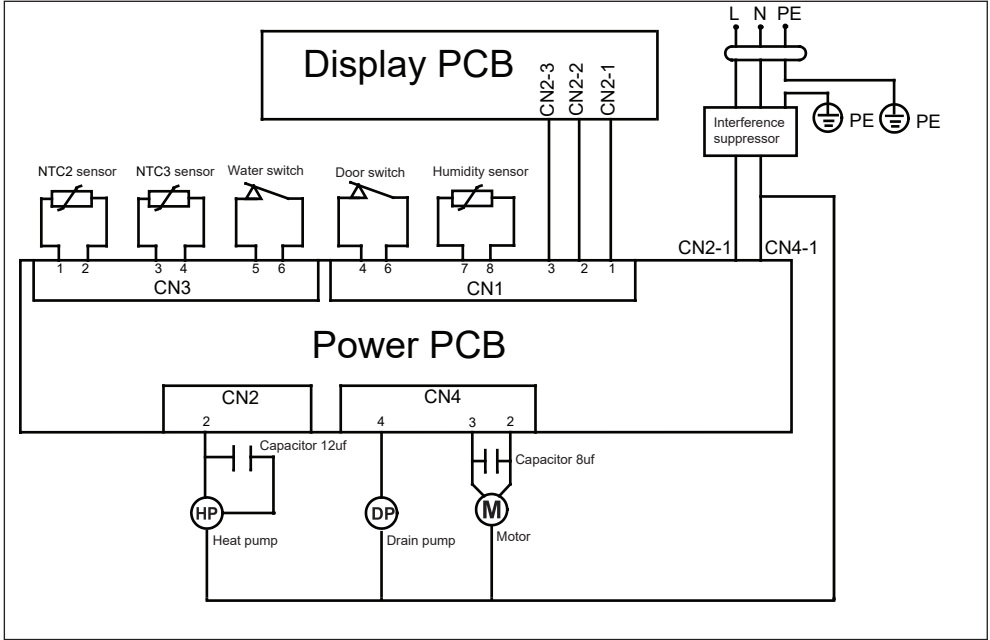 L N PE
Display PCB
CN2-3
CN2-2
CN2-1
Interference
suppressor
PE
PE
NTC2 sensor
NTC3 sensor
Water switch
Door switch
Humidity sensor
CN2-1
CN4-1
1 2 3 4 5 6
4 6 7 8 3 2 1
CN3
CN1
Power PCB
CN2
CN4
2
4
3 2
Capacitor 12uf
Capacitor 8uf
HP
DP
M
Heat pump
Drain pump
Motor